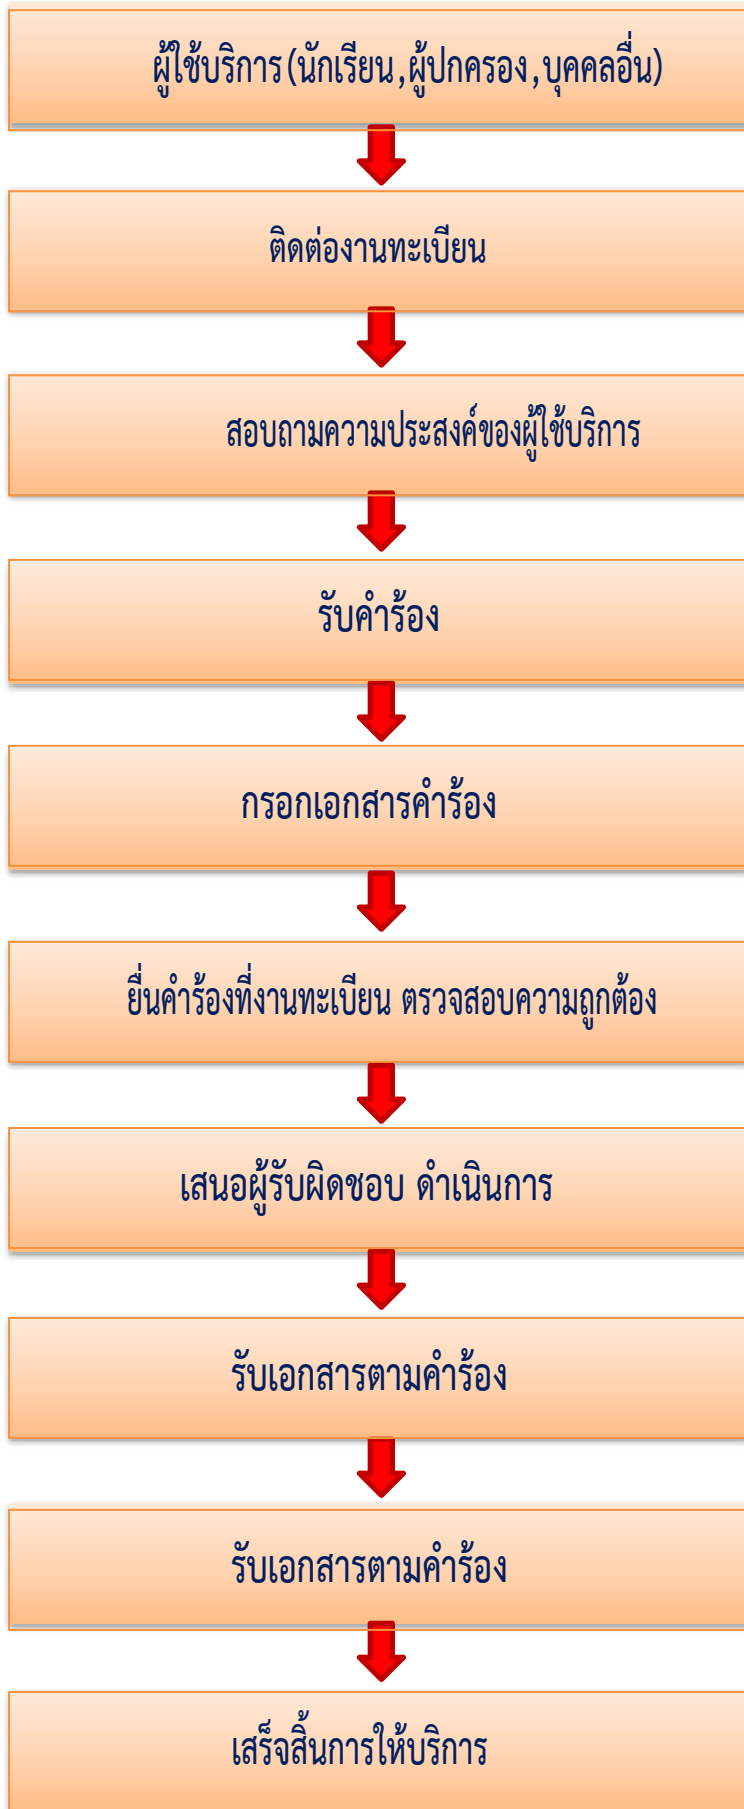 ผู้ใช้บริการ(นักเรียน,ผู้ปกครอง,บุคคลอื่น)
ติดต่องานทะเบียน
สอบถามความประสงค์ของผู้ใช้บริการ
รับคำร้อง
กรอกเอกสารคำร้อง
ยื่นคำร้องที่งานทะเบียน ตรวจสอบความถูกต้อง
เสนอผู้รับผิดชอบ ดำเนินการ
รับเอกสารตามคำร้อง
รับเอกสารตามคำร้อง
เสร็จสิ้นการให้บริการ